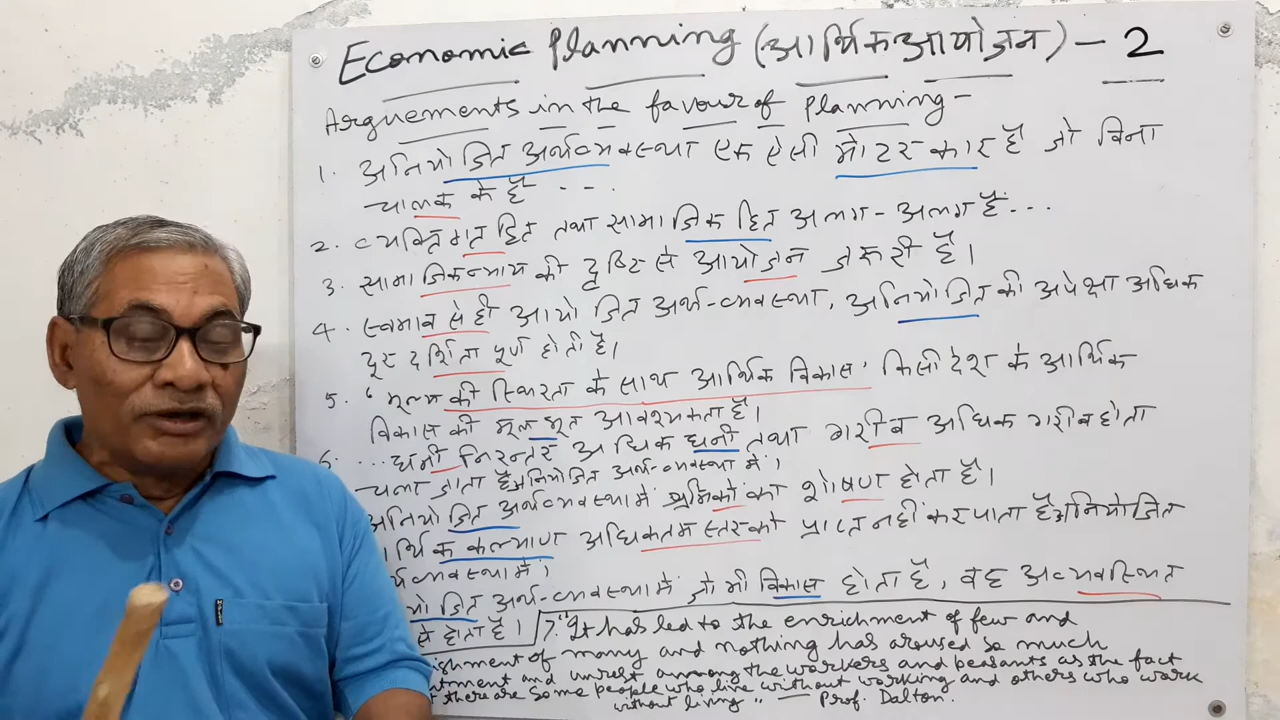 Economic Planning (आर्थिक आयोजन) - 2
Arguements in the favour of Planning -
1. अनियोजित अर्थव्यवस्था एक ऐसी मोटर कार है जो बिना
चालक के है ...
2. व्यक्तिगत हित तथा सामाजिक हित अलग-अलग है...
3. सामाजिक न्याय की दृष्टि से आयोजन जरूरी है।
4. स्वभाव से ही आयोजित अर्थ-व्यवस्था, अनियोजित की अपेक्षा अधिक
दूरदर्शिता पूर्ण होती है।
5. 'मूल्य की स्थिरता के साथ आर्थिक विकास' किसी देश के आर्थिक
विकास की मूलभूत आवश्यकता है।
6. ...धनी निरन्तर अधिक धनी तथा गरीब अधिक गरीब होता
चला जाता है अनियोजित अर्थ-व्यवस्था में।
अनियोजित अर्थव्यवस्था में श्रमिकों का शोषण होता है।
र्थिक कल्याण अधिकतम स्तर को प्राप्त नहीं कर पाता है अनियोजित
र्थव्यवस्था में।
योजित अर्थ-व्यवस्था में जो भी विकास होता है, वह अव्यवस्थित
से होता है। 7. "It has led to the enrichment of few and
ishment of many and nothing has aroused so much
ntment and unrest among the workers and peasants as the fact
there are some people who live without working and others who work
without living" — Prof. Dalton.